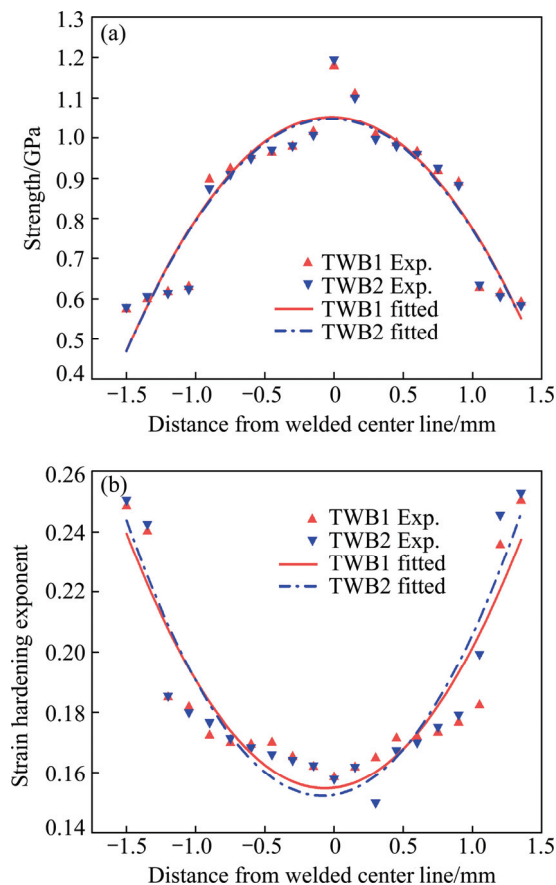 (a)
1.3
1.2
1.1
1.0
0.9
0.8
0.7
0.6
0.5
0.4
Strength/GPa
TWB1 Exp.
TWB2 Exp.
TWB1 fitted
TWB2 fitted
−1.5 −1.0 −0.5 0 0.5 1.0 1.5
Distance from welded center line/mm
(b)
0.26
0.24
0.22
0.20
0.18
0.16
0.14
Strain hardening exponent
TWB1 Exp.
TWB2 Exp.
TWB1 fitted
TWB2 fitted
−1.5 −1.0 −0.5 0 0.5 1.0 1.5
Distance from welded center line/mm